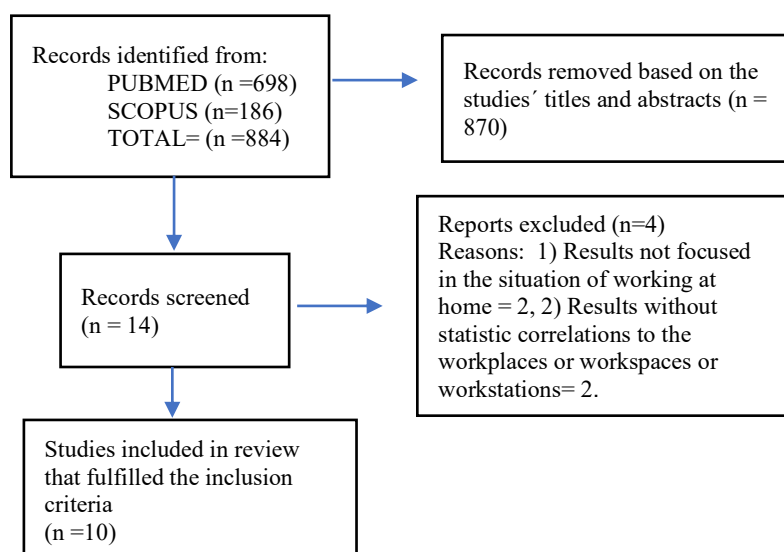 Records identified from:
PUBMED (n =698)
SCOPUS (n=186)
TOTAL= (n =884)
Records removed based on the
studies´ titles and abstracts (n =
870)
Records screened
(n = 14)
Reports excluded (n=4)
Reasons: 1) Results not focused
in the situation of working at
home = 2, 2) Results without
statistic correlations to the
workplaces or workspaces or
workstations= 2.
Studies included in review
that fulfilled the inclusion
criteria
(n =10)